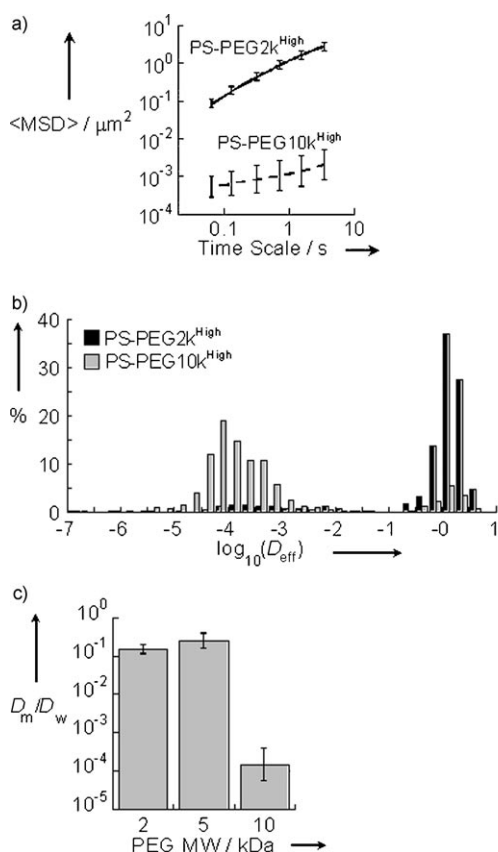 a)
<MSD> / μm²
10¹
10⁰
10⁻¹
10⁻²
10⁻³
10⁻⁴
PS-PEG2k^High
PS-PEG10k^High
0.1 1 10
Time Scale / s
b)
%
40
30
20
10
0
PS-PEG2k^High
PS-PEG10k^High
-7 -6 -5 -4 -3 -2 -1 -0 1
log₁₀(D_eff)
c)
D_m/D_w
10⁰
10⁻¹
10⁻²
10⁻³
10⁻⁴
10⁻⁵
2 5 10
PEG MW / kDa